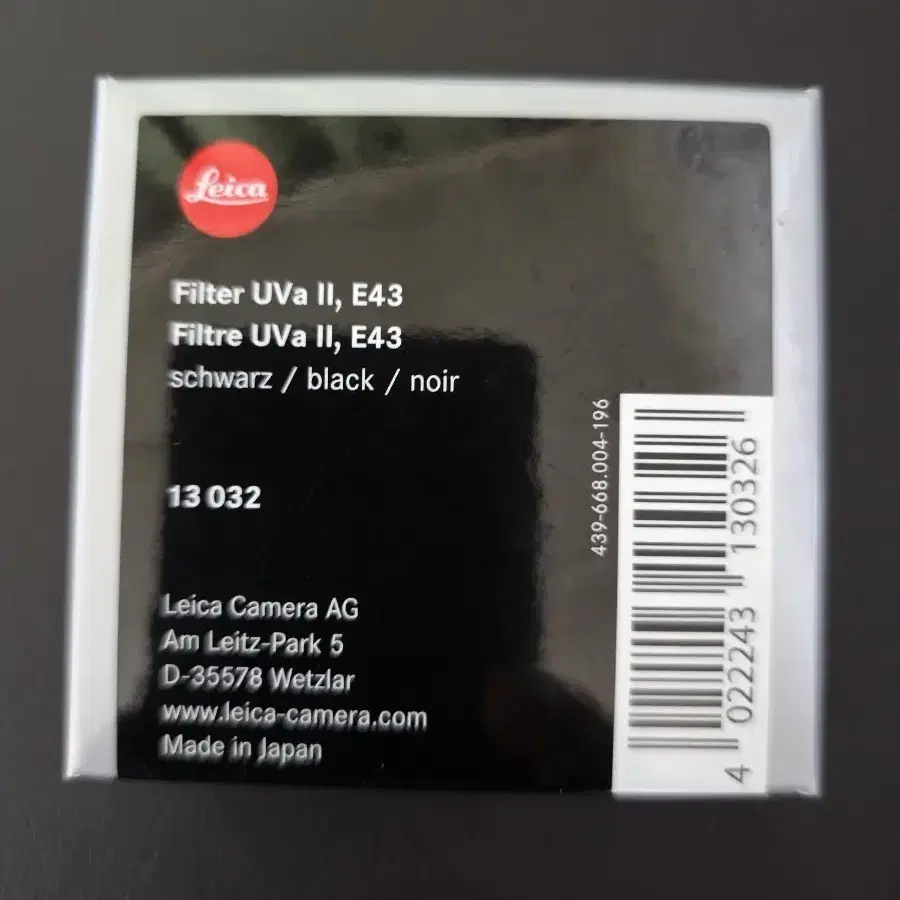 Leica
Filter UVa II, E43
Filtre UVa II, E43
schwarz / black / noir
13 032
Leica Camera AG
Am Leitz-Park 5
D-35578 Wetzlar
www.leica-camera.com
Made in Japan
439-668.004-196
4 022243 130326